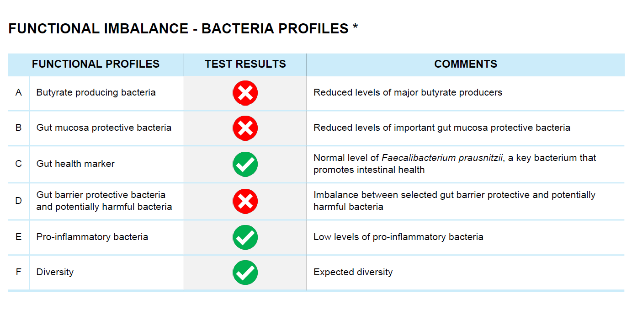 FUNCTIONAL IMBALANCE - BACTERIA PROFILES *
FUNCTIONAL PROFILES TEST RESULTS COMMENTS
A Butyrate producing bacteria Reduced levels of major butyrate producers
B Gut mucosa protective bacteria Reduced levels of important gut mucosa protective bacteria
C Gut health marker Normal level of Faecalibacterium prausnitzii, a key bacterium that
promotes intestinal health
D Gut barrier protective bacteria
and potentially harmful bacteria Imbalance between selected gut barrier protective and potentially
harmful bacteria
E Pro-inflammatory bacteria Low levels of pro-inflammatory bacteria
F Diversity Expected diversity